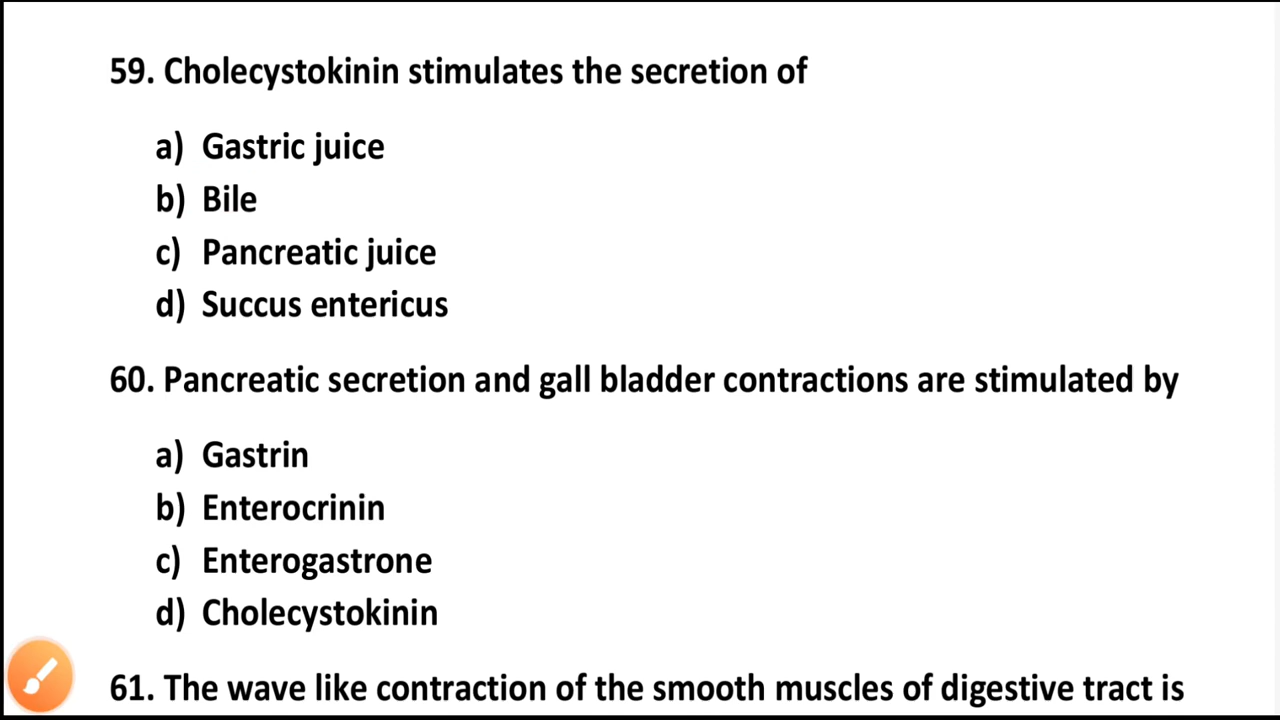 59. Cholecystokinin stimulates the secretion of
a) Gastric juice
b) Bile
c) Pancreatic juice
d) Succus entericus
60. Pancreatic secretion and gall bladder contractions are stimulated by
a) Gastrin
b) Enterocrinin
c) Enterogastrone
d) Cholecystokinin
61. The wave like contraction of the smooth muscles of digestive tract is